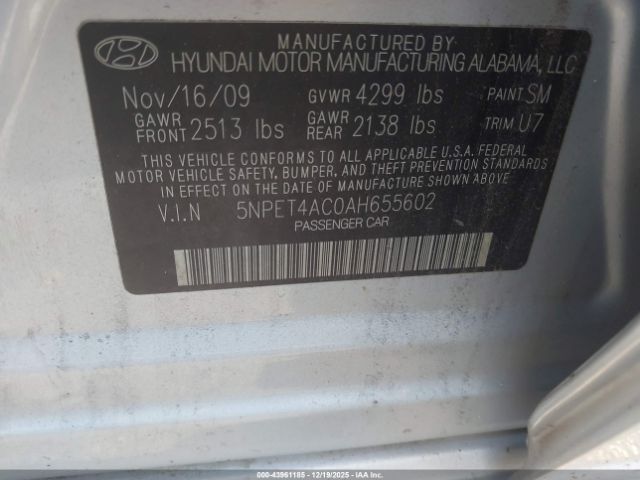 MANUFACTURED BY
HYUNDAI MOTOR MANUFACTURING ALABAMA, LLC
Nov/16/09 GVWR 4299 lbs PAINT SM
GAWR FRONT 2513 lbs GAWR REAR 2138 lbs TRIM U7
THIS VEHICLE CONFORMS TO ALL APPLICABLE U.S.A. FEDERAL
MOTOR VEHICLE SAFETY, BUMPER, AND THEFT PREVENTION STANDARDS
IN EFFECT ON THE DATE OF MANUFACTURE SHOWN ABOVE
V.I.N 5NPET4AC0AH655602
PASSENGER CAR
000-43961185 - 12/19/2025 - IAAI.COM